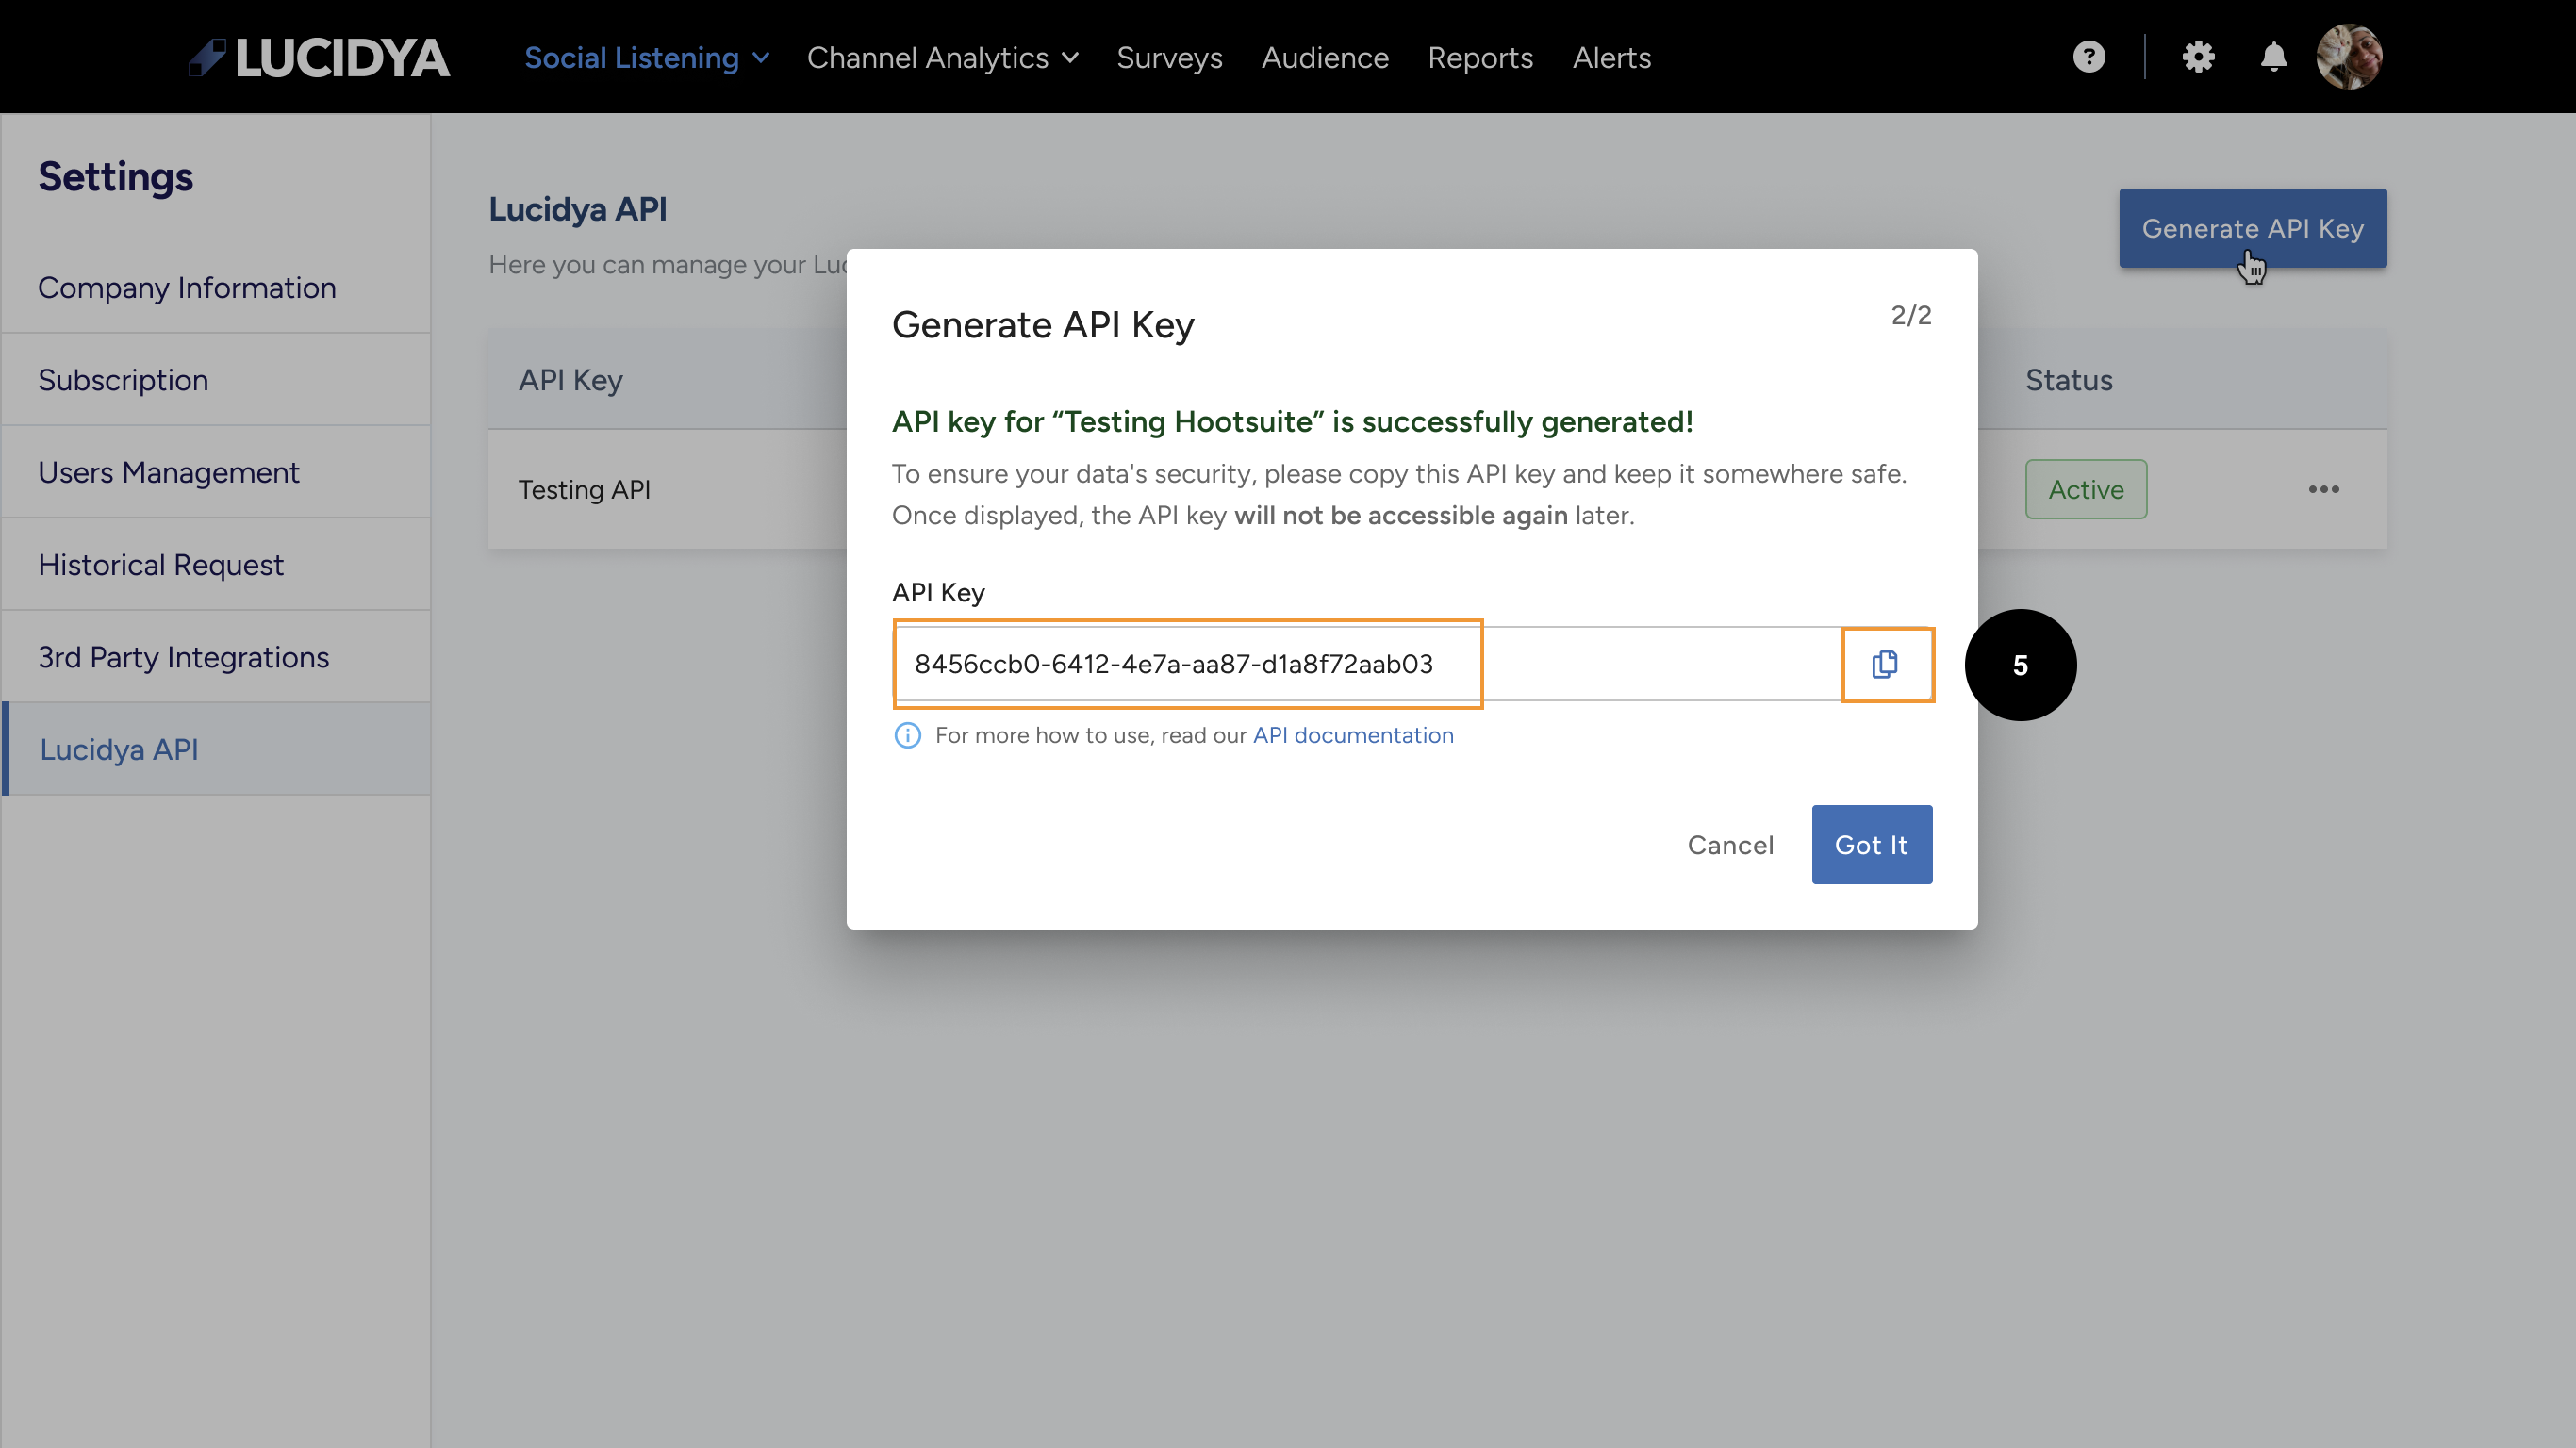 LUCIDYA
Social Listening
Channel Analytics
Surveys
Audience
Reports
Alerts
?
Settings
Company Information
Subscription
Users Management
Historical Request
3rd Party Integrations
Lucidya API
Lucidya API
Here you can manage your Luc
Generate API Key
API Key
Status
Testing API
Active
Generate API Key
2/2
API key for “Testing Hootsuite” is successfully generated!
To ensure your data's security, please copy this API key and keep it somewhere safe.
Once displayed, the API key will not be accessible again later.
API Key
8456ccb0-6412-4e7a-aa87-d1a8f72aab03
5
For more how to use, read our API documentation
Cancel
Got It